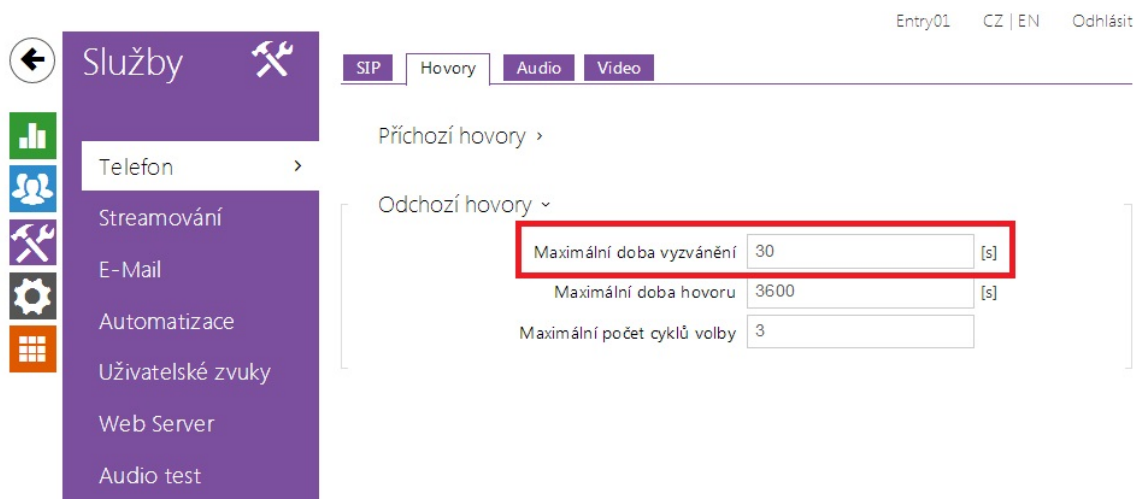 Entry01 CZ | EN Odhlásit
Služby
SIP Hovory Audio Video
Příchozí hovory
Telefon
Odchozí hovory
Streamování
Maximální doba vyzvánění 30 [s]
E-Mail
Maximální doba hovoru 3600 [s]
Automatizace
Maximální počet cyklů volby 3
Uživatelské zvuky
Web Server
Audio test